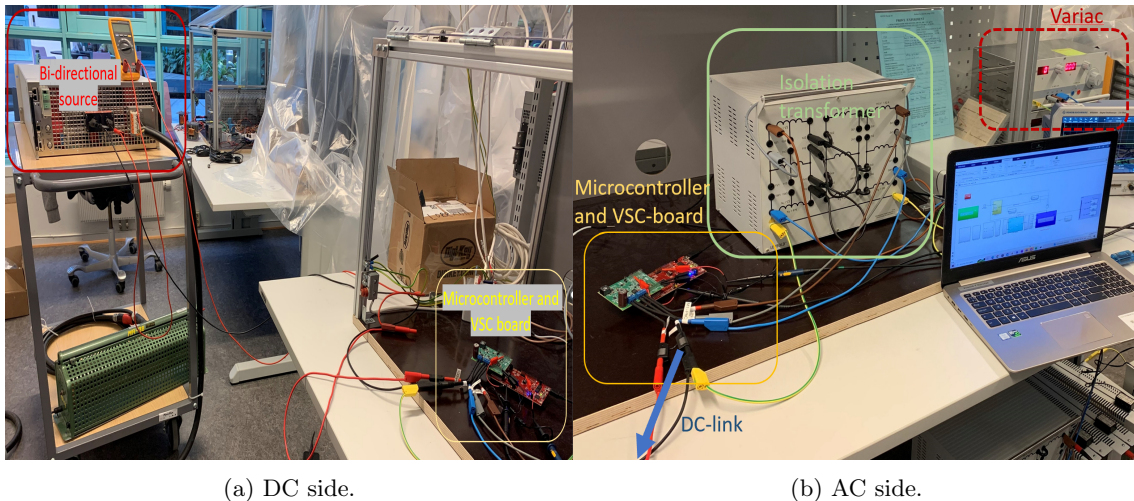 Bi-directional
source
Microcontroller and
VSC board
Variac
Isolation
transformer
Microcontroller
and VSC-board
DC-link
ASUS
(a) DC side.
(b) AC side.